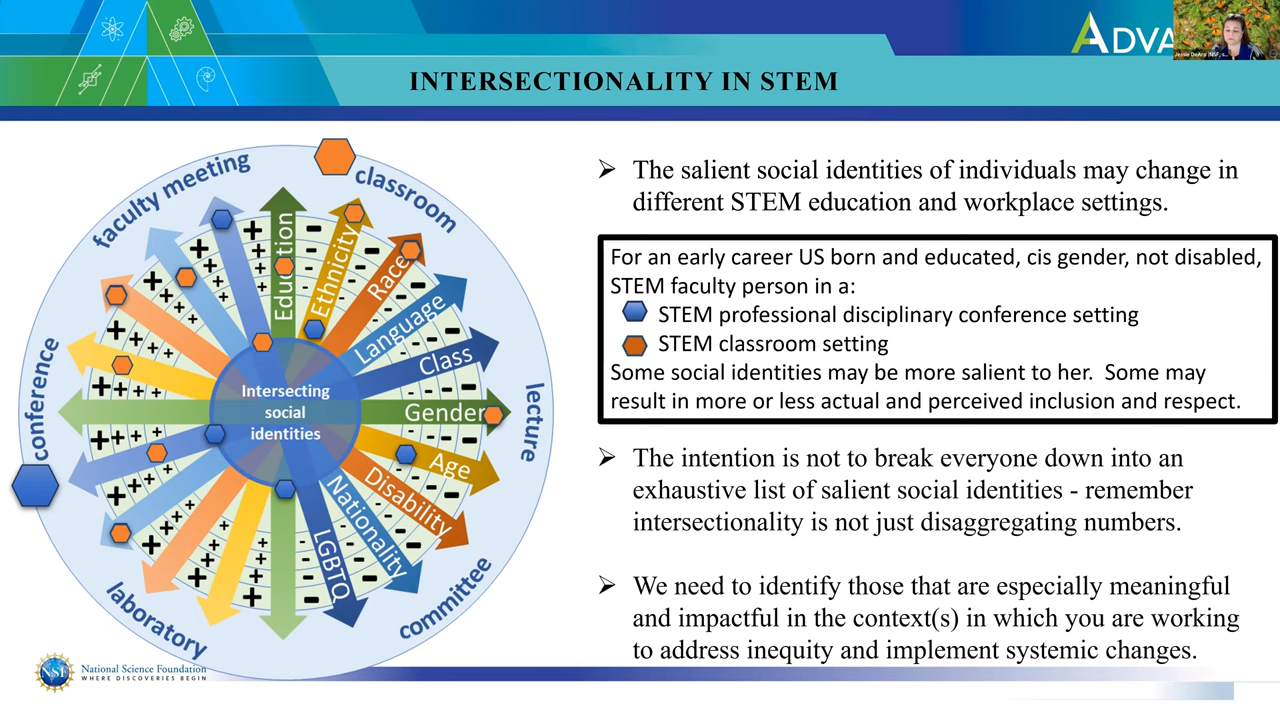 ADVA
Jessie DeAro (NSF, s...
INTERSECTIONALITY IN STEM
faculty meeting
classroom
conference
lecture
laboratory
committee
Education
Ethnicity
Race
Language
Class
Gender
Age
Disability
Nationality
LGBTQ
Intersecting
social
identities
➢ The salient social identities of individuals may change in
different STEM education and workplace settings.
For an early career US born and educated, cis gender, not disabled,
STEM faculty person in a:
STEM professional disciplinary conference setting
STEM classroom setting
Some social identities may be more salient to her. Some may
result in more or less actual and perceived inclusion and respect.
➢ The intention is not to break everyone down into an
exhaustive list of salient social identities - remember
intersectionality is not just disaggregating numbers.
➢ We need to identify those that are especially meaningful
and impactful in the context(s) in which you are working
to address inequity and implement systemic changes.
NSF
National Science Foundation
WHERE DISCOVERIES BEGIN